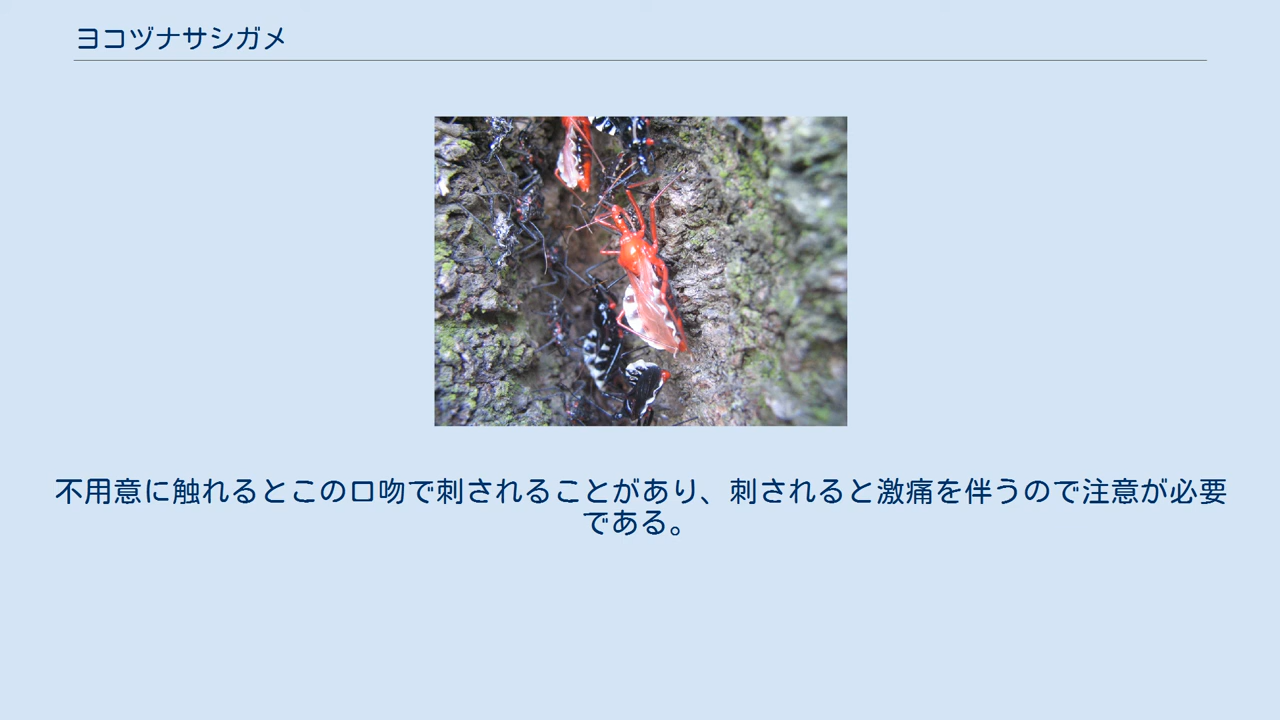 ヨコヅナサシガメ
不用意に触れるとこの口吻で刺されることがあり、刺されると激痛を伴うので注意が必要
である。